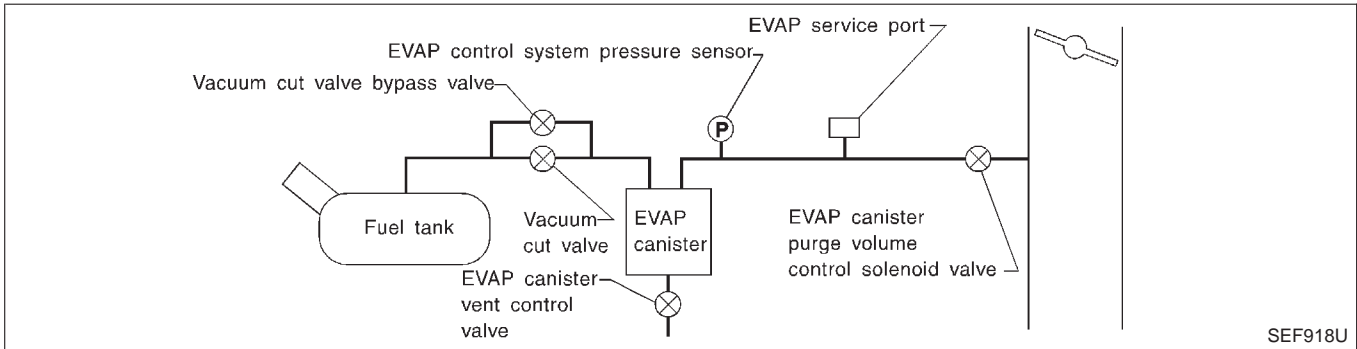 EVAP service port
EVAP control system pressure sensor
Vacuum cut valve bypass valve
P
Fuel tank
Vacuum
cut valve
EVAP
canister
EVAP canister
purge volume
control solenoid valve
EVAP canister
vent control
valve
SEF918U